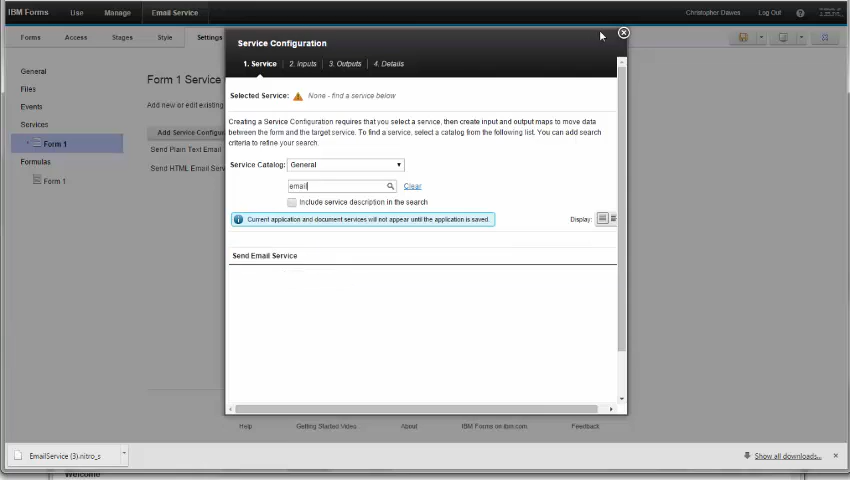 IBM Forms Use Manage Email Service Christopher Dawes Log Out IBM
Forms Access Stages Style Settings
General
Files
Events
Services
Form 1
Formulas
Form 1
Form 1 Service
Add new or edit existing
Add Service Configu
Send Plain Text Email
Send HTML Email Ser
Service Configuration
1. Service 2. Inputs 3. Outputs 4. Details
Selected Service: None - find a service below
Creating a Service Configuration requires that you select a service, then create input and output maps to move data
between the form and the target service. To find a service, select a catalog from the following list. You can add search
criteria to refine your search.
Service Catalog: General
email Clear
Include service description in the search
Current application and document services will not appear until the application is saved. Display:
Send Email Service
Help Getting Started Video... About IBM Forms on ibm.com Feedback
EmailService (3).nitro_s Show all downloads...
Welcome